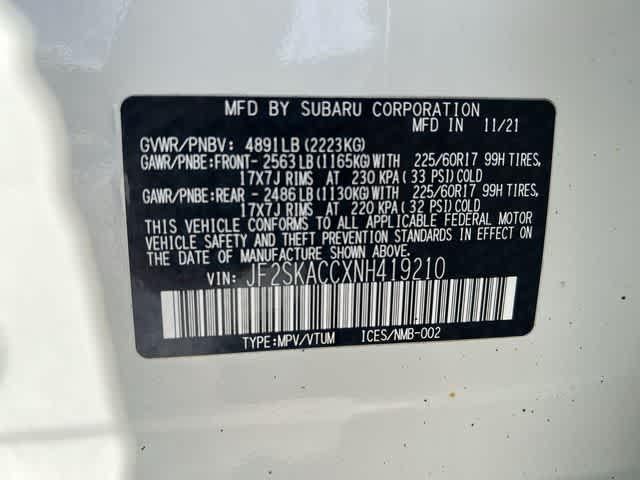 MFD BY SUBARU CORPORATION
MFD IN 11/21
GVWR/PNBV: 4891LB (2223KG)
GAWR/PNBE:FRONT- 2563LB(1165KG)WITH 225/60R17 99H TIRES,
17X7J RIMS AT 230 KPA( 33 PSI)COLD
GAWR/PNBE:REAR - 2486LB(1130KG)WITH 225/60R17 99H TIRES,
17X7J RIMS AT 220 KPA( 32 PSI)COLD
THIS VEHICLE CONFORMS TO ALL APPLICABLE FEDERAL MOTOR
VEHICLE SAFETY AND THEFT PREVENTION STANDARDS IN EFFECT ON
THE DATE OF MANUFACTURE SHOWN ABOVE.
VIN: JF2SKACCXNH419210
TYPE:MPV/VTUM ICES/NMB-002